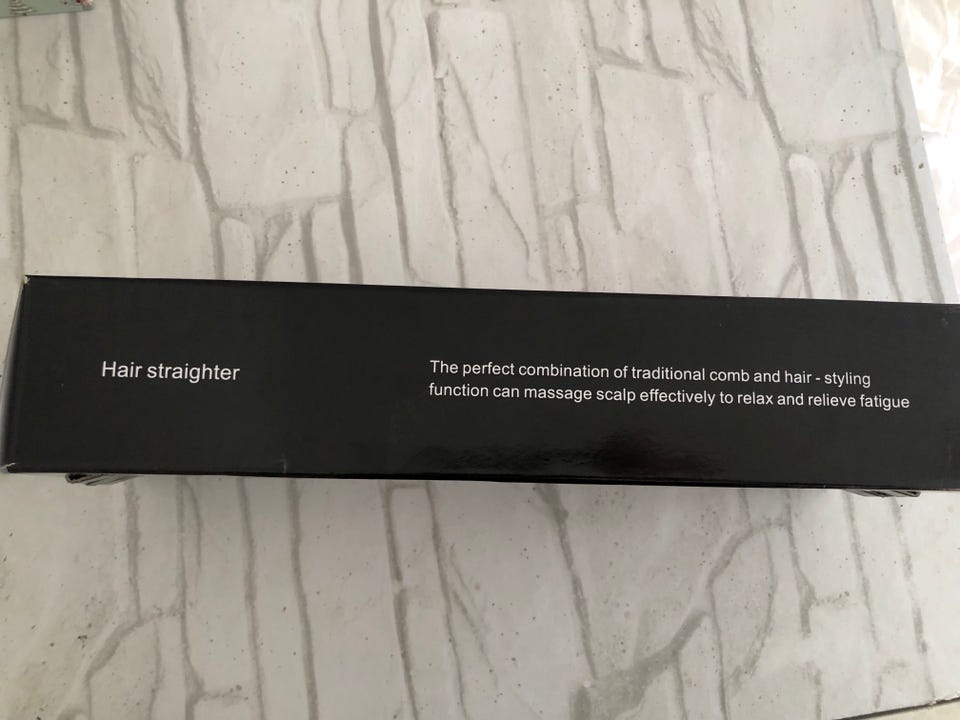 Hair straighter
The perfect combination of traditional comb and hair - styling
function can massage scalp effectively to relax and relieve fatigue